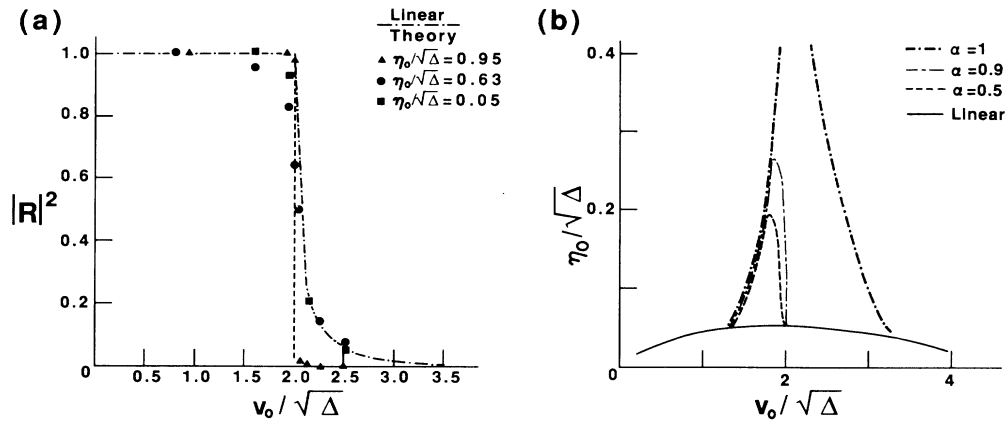 (a)
Linear
Theory
▲ η₀/√Δ = 0.95
● η₀/√Δ = 0.63
■ η₀/√Δ = 0.05
1.0
0.8
0.6
0.4
0.2
0
|R|²
0.5 1.0 1.5 2.0 2.5 3.0 3.5
v₀/√Δ
(b)
α=1
α=0.9
α=0.5
Linear
0.4
0.2
η₀/√Δ
0 2 4
v₀/√Δ